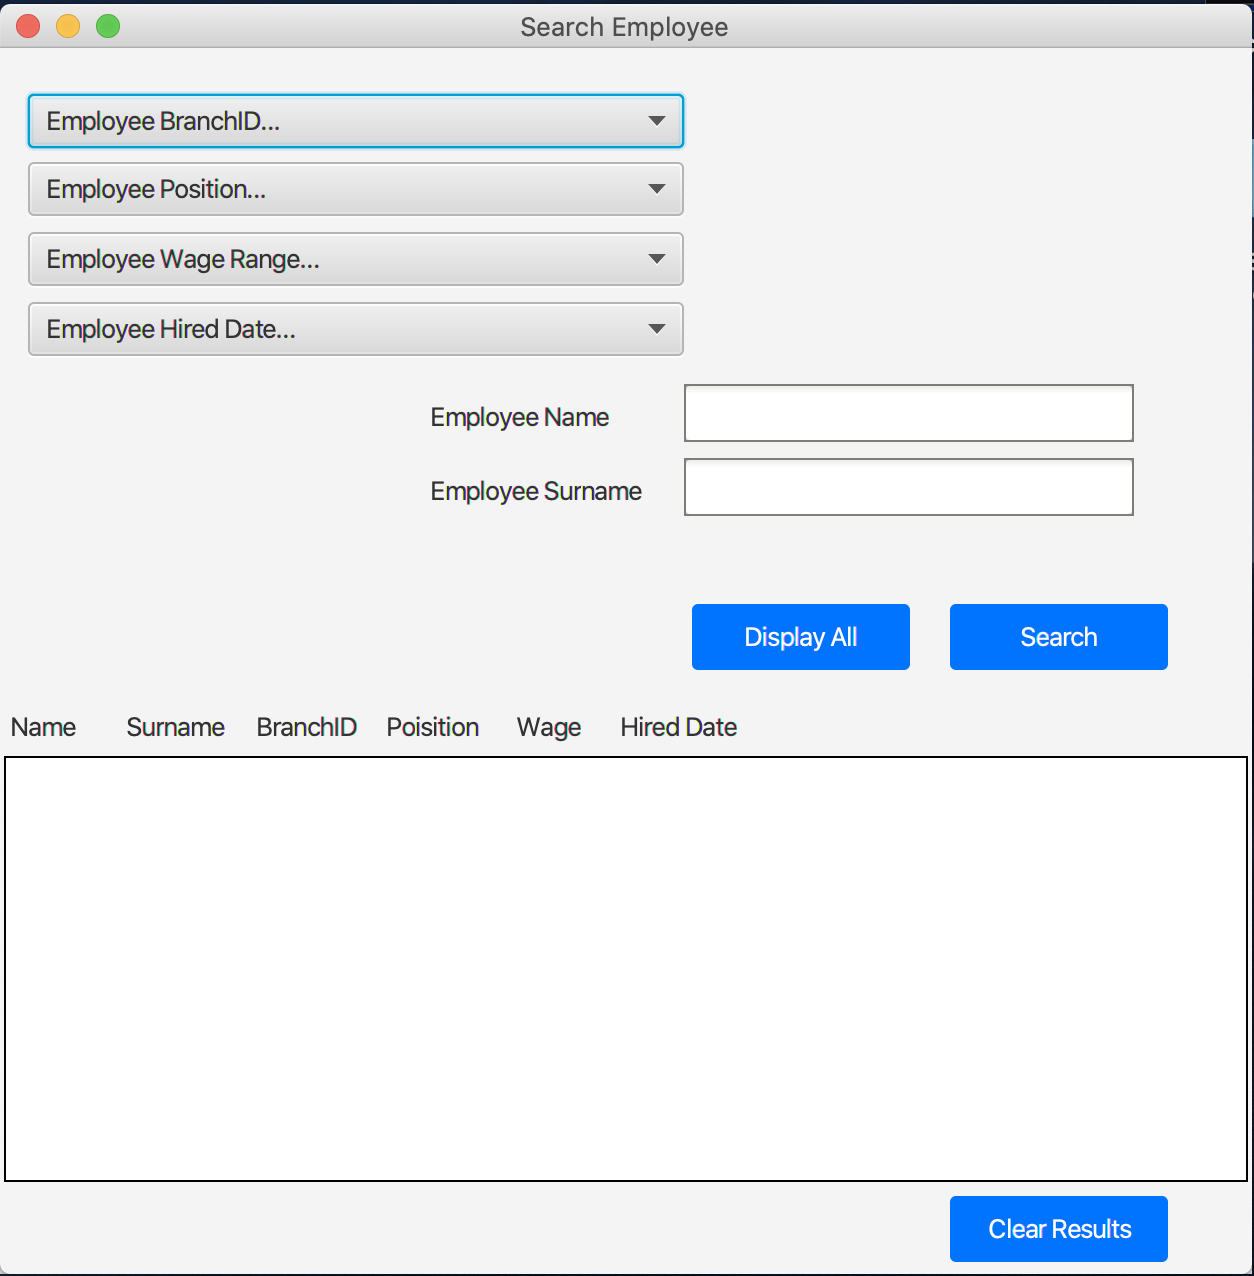 Search Employee
Employee BranchID...
Employee Position...
Employee Wage Range...
Employee Hired Date...
Employee Name
Employee Surname
Display All Search
Name Surname BranchID Poisition Wage Hired Date
Clear Results